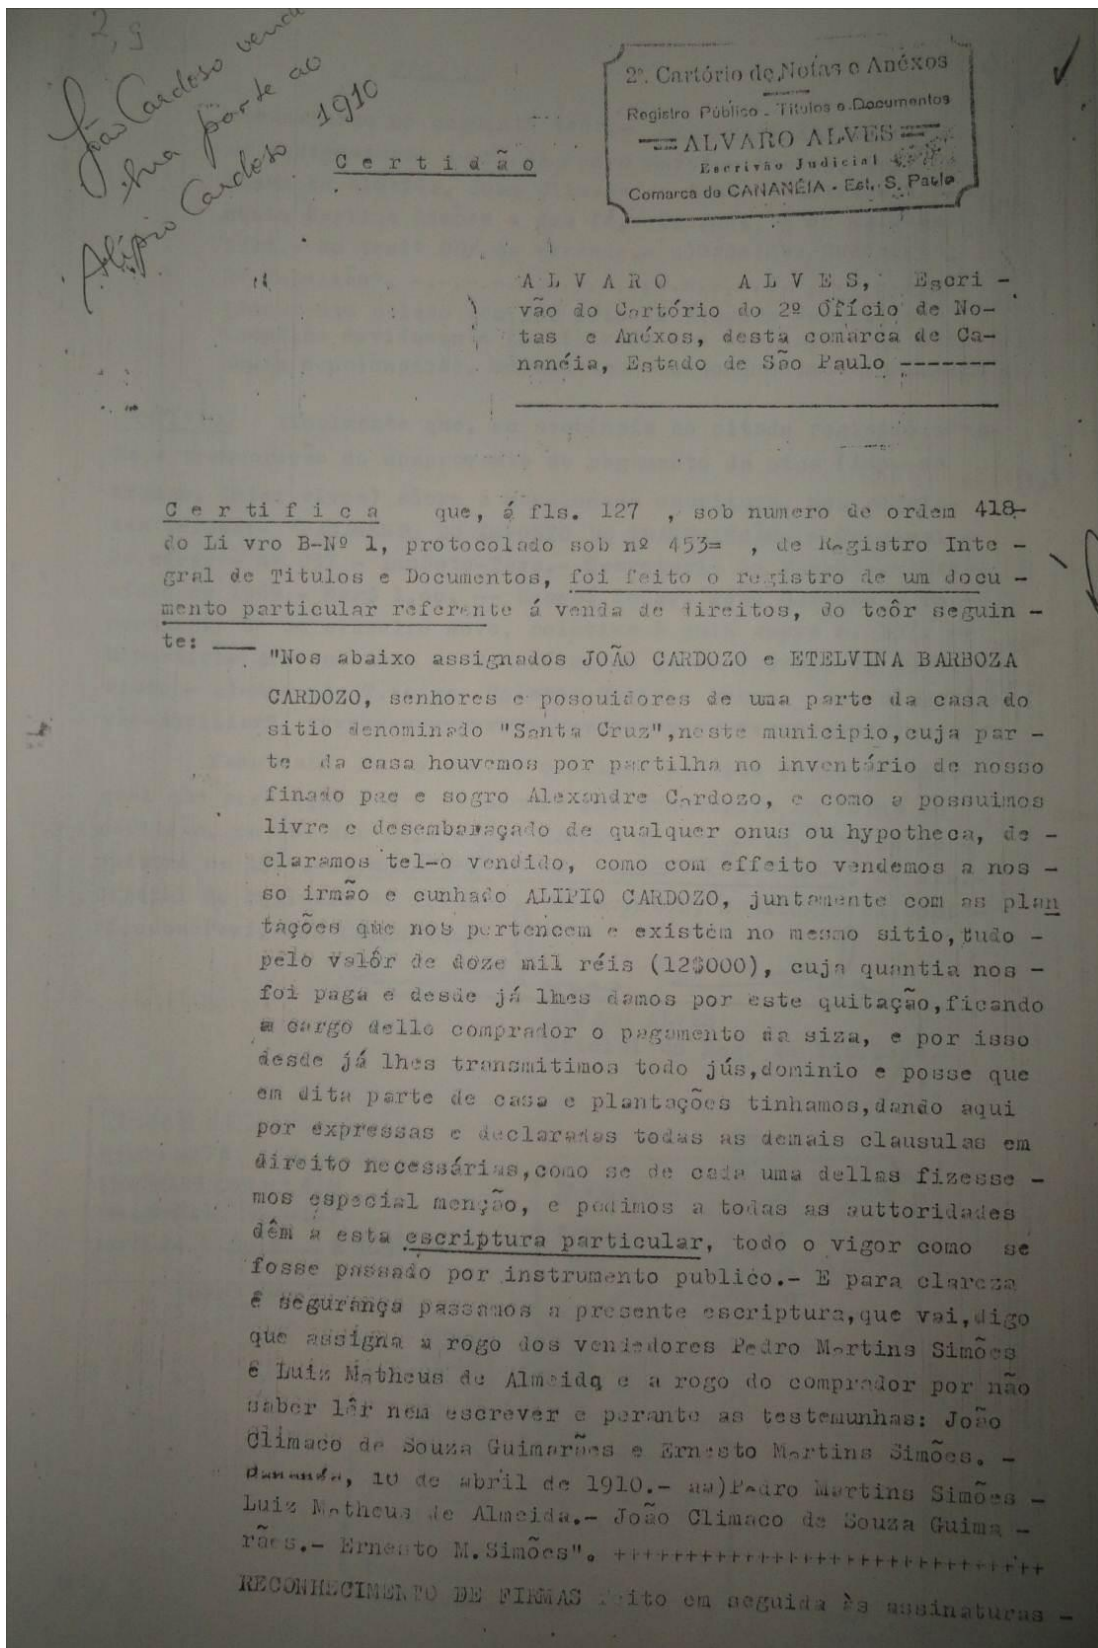 João Cardoso vende
sua parte ao
Alípio Cardoso 1910
2º. Cartório de Notas e Anéxos
Registro Público - Titulos e Documentos
ALVARO ALVES
Escrivão Judicial
Comarca de CANANÉIA - Est. S. Paulo
C e r t i d ã o
A L V A R O A L V E S, Escri -
vão do Cartório do 2º Ofício de No-
tas e Anéxos, desta comarca de Ca-
nanéia, Estado de São Paulo -------
C e r ti f i c a que, á fls. 127 , sob numero de ordem 418-
do Li vro B-Nº 1, protocolado sob nº 453= , de Registro Inte -
gral de Titulos e Documentos, foi feito o registro de um docu -
mento particular referente á venda de direitos, do teôr seguin -
te: ——
"Nos abaixo assignados JOÃO CARDOZO e ETELVINA BARBOZA
CARDOZO, senhores e posouidores de uma parte da casa do
sitio denominado "Santa Cruz",neste municipio,cuja par -
te da casa houvemos por partilha no inventário de nosso
finado pae e sogro Alexandre Cardozo, e como a possuimos
livre e desembaraçado de qualquer onus ou hypotheca, de -
claramos tel-o vendido, como com effeito vendemos a nos -
so irmão e cunhado ALIPIO CARDOZO, juntamente com as plan
tações que nos pertencem e existém no mesmo sitio,tudo -
pelo valôr de doze mil réis (12$000), cuja quantia nos -
foi paga e desde já lhes damos por este quitação,ficando
a cargo delle comprador o pagamento da siza, e por isso
desde já lhes transmitimos todo jús,dominio e posse que
em dita parte de casa e plantações tinhamos,dando aqui
por expressas e declaradas todas as demais clausulas em
direito necessárias,como se de cada uma dellas fizesse -
mos especial menção, e pedimos a todas as auttoridades
dêm a esta escriptura particular, todo o vigor como se
fosse passado por instrumento publico.- E para clareza
e segurança passamos a presente escriptura,que vai,digo
que assigna a rogo dos vendedores Pedro Martins Simões
e Luiz Matheus de Almeida e a rogo do comprador por não
saber lêr nem escrever e perante as testemunhas: João
Climaco de Souza Guimarães e Ernesto Martins Simões. -
10 de abril de 1910.- aa)Pedro Martins Simões -
Luiz Matheus de Almeida.- João Climaco de Souza Guima -
rães.- Ernesto M.Simões". ++++++++++++++++++++++++++++++
RECONHECIMENTO DE FIRMAS feito em seguida às assinaturas -